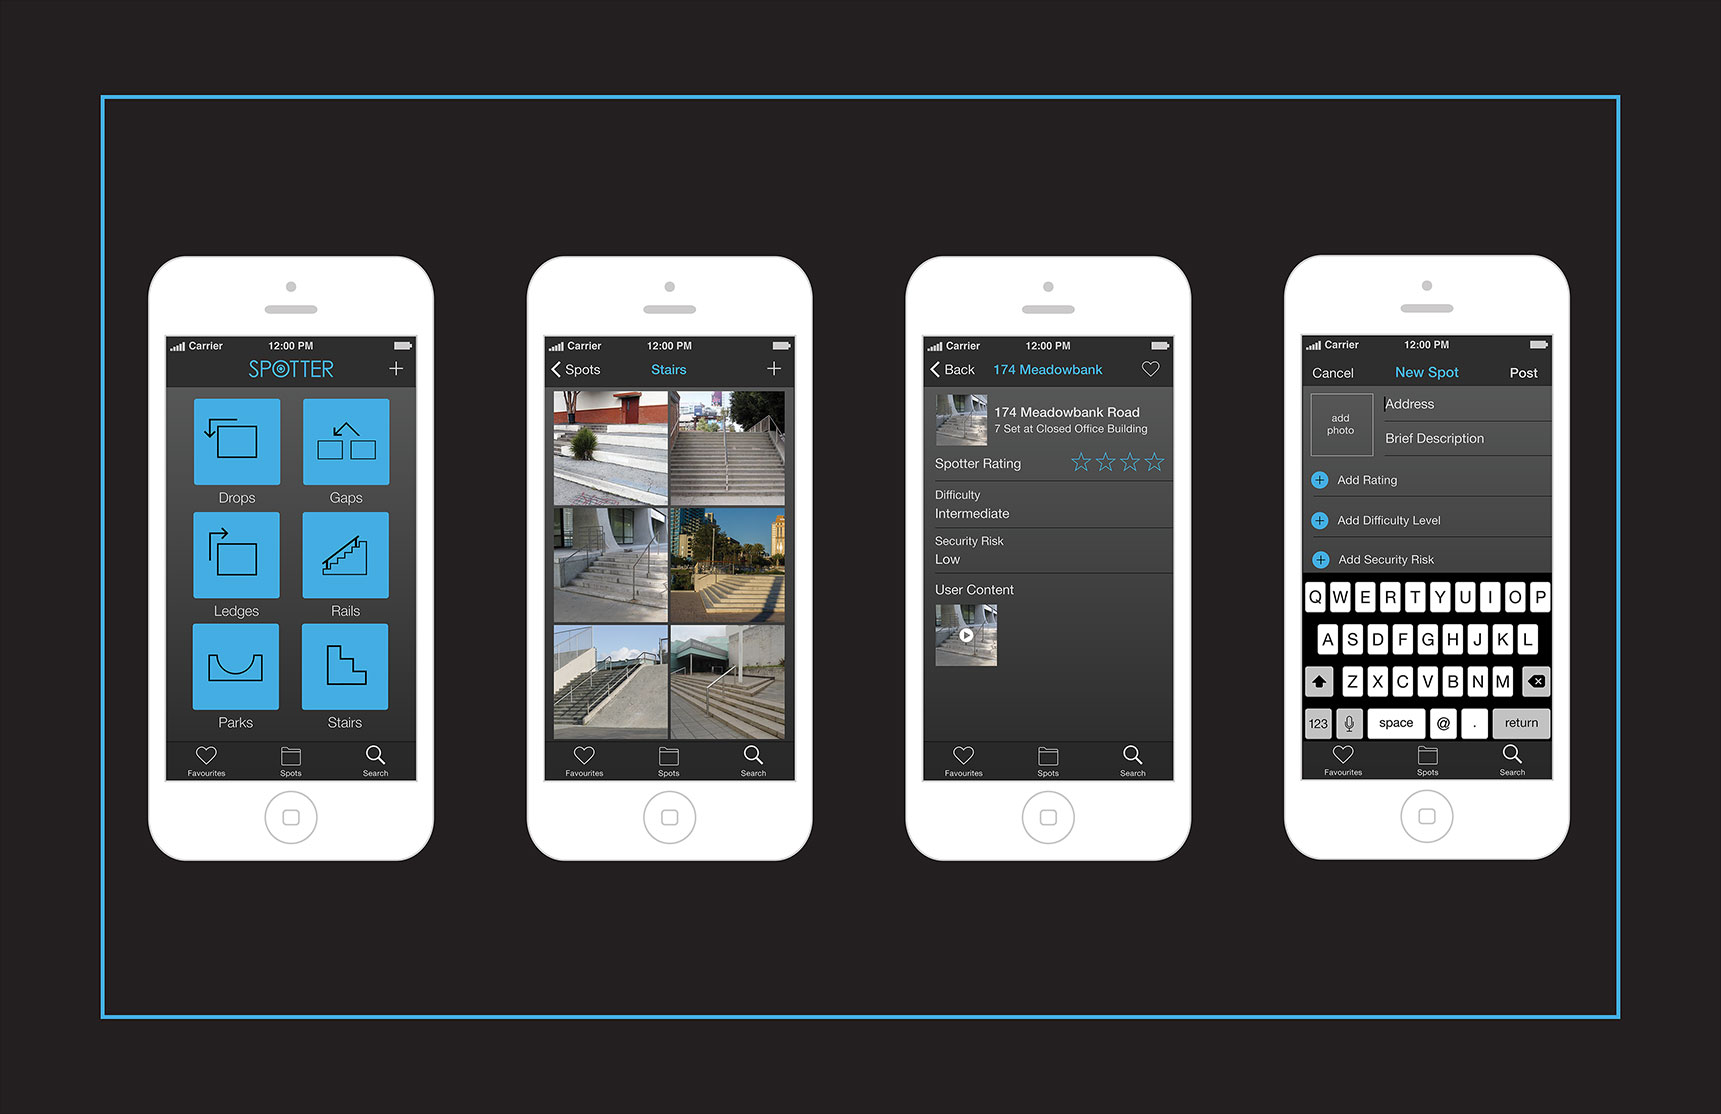 Carrier 12:00 PM
SPOTTER
Drops Gaps
Ledges Rails
Parks Stairs
Favourites Spots Search
Carrier 12:00 PM
Spots Stairs
Favourites Spots Search
Carrier 12:00 PM
Back 174 Meadowbank
174 Meadowbank Road
7 Set at Closed Office Building
Spotter Rating
Difficulty
Intermediate
Security Risk
Low
User Content
Favourites Spots Search
Carrier 12:00 PM
Cancel New Spot Post
add
photo
Address
Brief Description
Add Rating
Add Difficulty Level
Add Security Risk
Q W E R T Y U I O P
A S D F G H J K L
Z X C V B N M
123 space @ . return
Favourites Spots Search